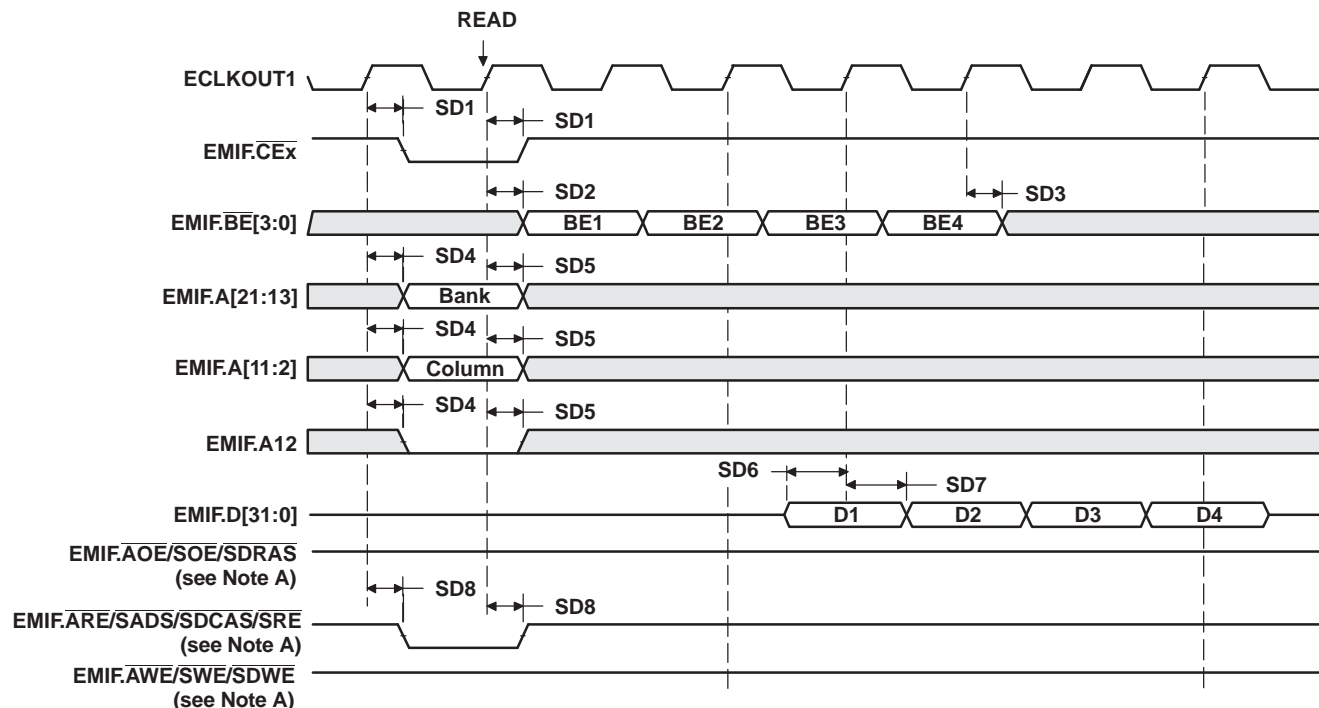 READ
ECLKOUT1
SD1
SD1
EMIF.CEx
SD2
SD3
EMIF.BE[3:0]
BE1 BE2 BE3 BE4
SD4
SD5
EMIF.A[21:13]
Bank
SD4
SD5
EMIF.A[11:2]
Column
SD4
SD5
EMIF.A12
SD6
SD7
EMIF.D[31:0]
D1 D2 D3 D4
EMIF.AOE/SOE/SDRAS
(see Note A)
SD8
SD8
EMIF.ARE/SADS/SDCAS/SRE
(see Note A)
EMIF.AWE/SWE/SDWE
(see Note A)